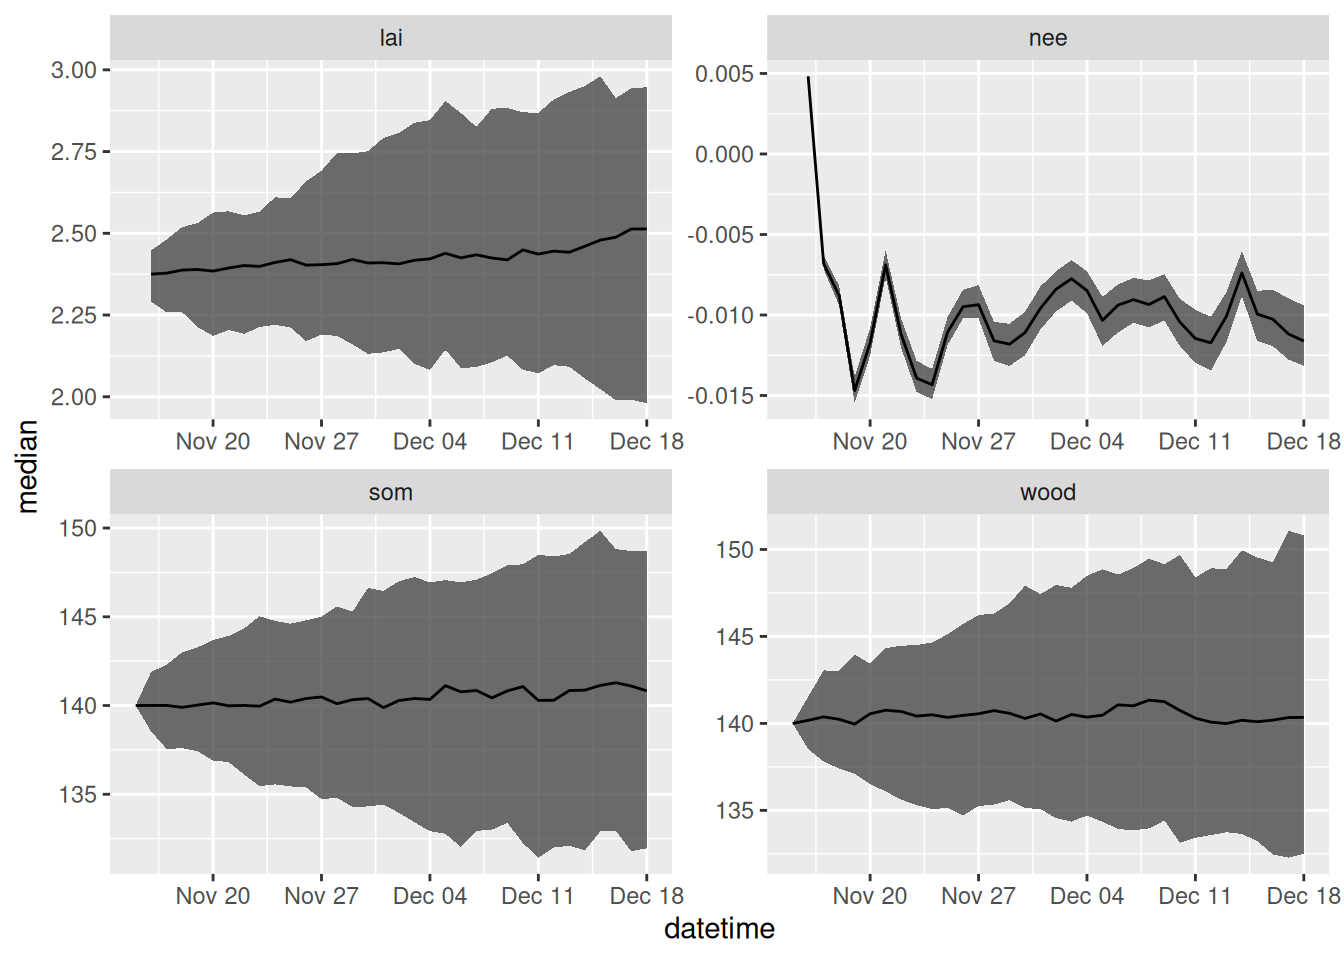 lai
nee
3.00
2.75
2.50
2.25
2.00
0.005
0.000
-0.005
-0.010
-0.015
Nov 20 Nov 27 Dec 04 Dec 11 Dec 18
Nov 20 Nov 27 Dec 04 Dec 11 Dec 18
median
som
wood
150
145
140
135
150
145
140
135
Nov 20 Nov 27 Dec 04 Dec 11 Dec 18
Nov 20 Nov 27 Dec 04 Dec 11 Dec 18
datetime